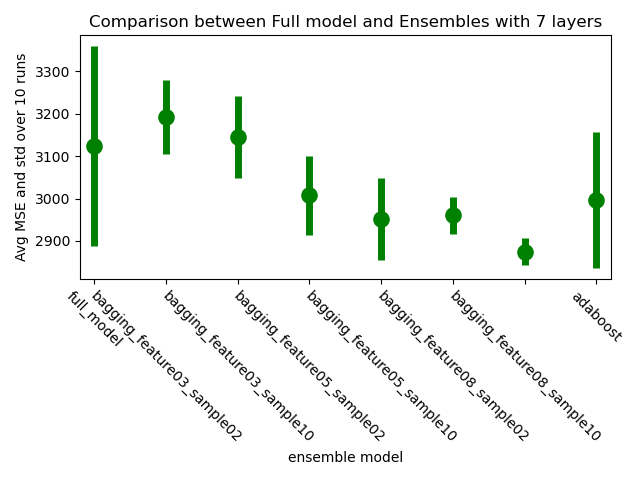 Comparison between Full model and Ensembles with 7 layers
Avg MSE and std over 10 runs
3300
3200
3100
3000
2900
full_model
bagging_feature03_sample02
bagging_feature03_sample10
bagging_feature05_sample02
bagging_feature05_sample10
bagging_feature08_sample02
bagging_feature08_sample10
adaboost
ensemble model